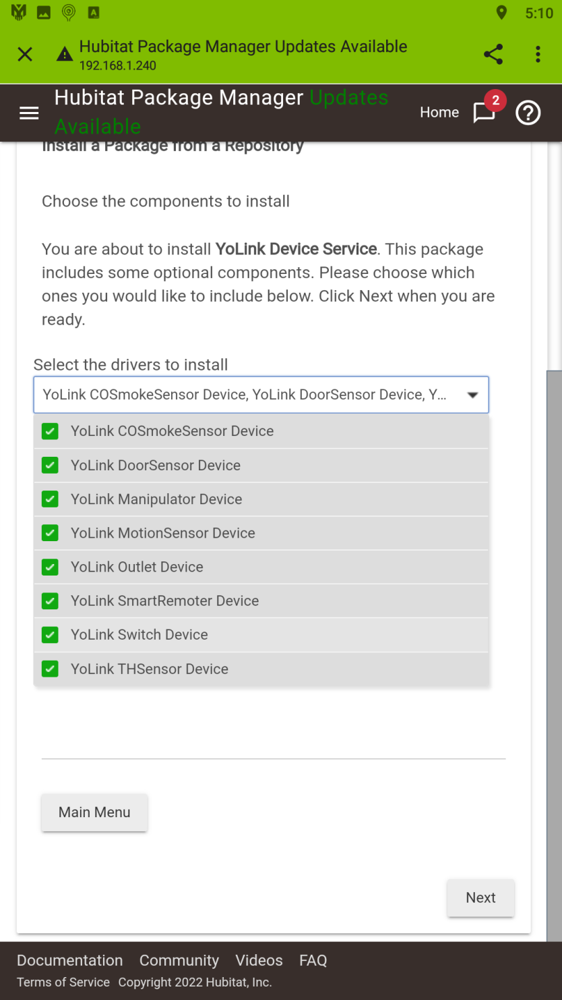 5:10
Hubitat Package Manager Updates Available
192.168.1.240
Hubitat Package Manager Updates
Available
Home
2
Install a Package from a Repository
Choose the components to install
You are about to install YoLink Device Service. This package
includes some optional components. Please choose which
ones you would like to include below. Click Next when you are
ready.
Select the drivers to install
YoLink COSmokeSensor Device, YoLink DoorSensor Device, Y...
YoLink COSmokeSensor Device
YoLink DoorSensor Device
YoLink Manipulator Device
YoLink MotionSensor Device
YoLink Outlet Device
YoLink SmartRemoter Device
YoLink Switch Device
YoLink THSensor Device
Main Menu
Next
Documentation Community Videos FAQ
Terms of Service Copyright 2022 Hubitat, Inc.